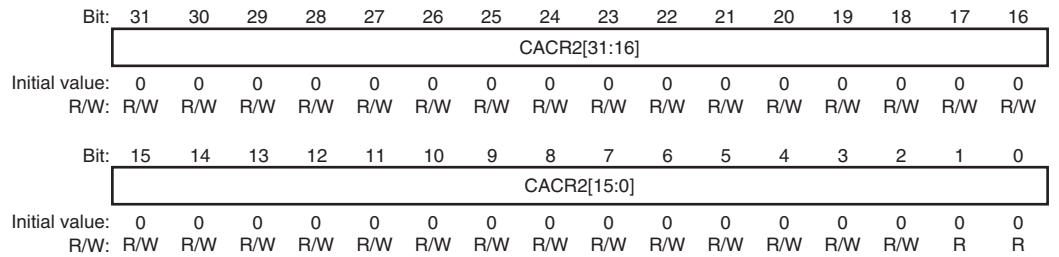 Bit: 31 30 29 28 27 26 25 24 23 22 21 20 19 18 17 16
CACR2[31:16]
Initial value: 0 0 0 0 0 0 0 0 0 0 0 0 0 0 0 0
R/W: R/W R/W R/W R/W R/W R/W R/W R/W R/W R/W R/W R/W R/W R/W R/W R/W
Bit: 15 14 13 12 11 10 9 8 7 6 5 4 3 2 1 0
CACR2[15:0]
Initial value: 0 0 0 0 0 0 0 0 0 0 0 0 0 0 0 0
R/W: R/W R/W R/W R/W R/W R/W R/W R/W R/W R/W R/W R/W R/W R/W R R